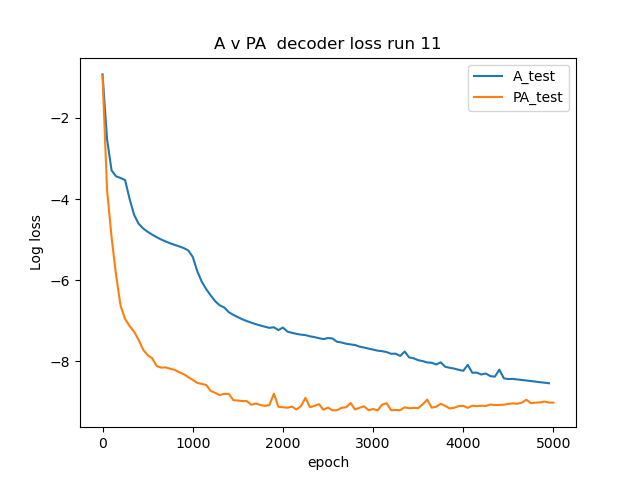 A v PA  decoder loss run 11
A_test
PA_test
Log loss
−2
−4
−6
−8
0 1000 2000 3000 4000 5000
epoch